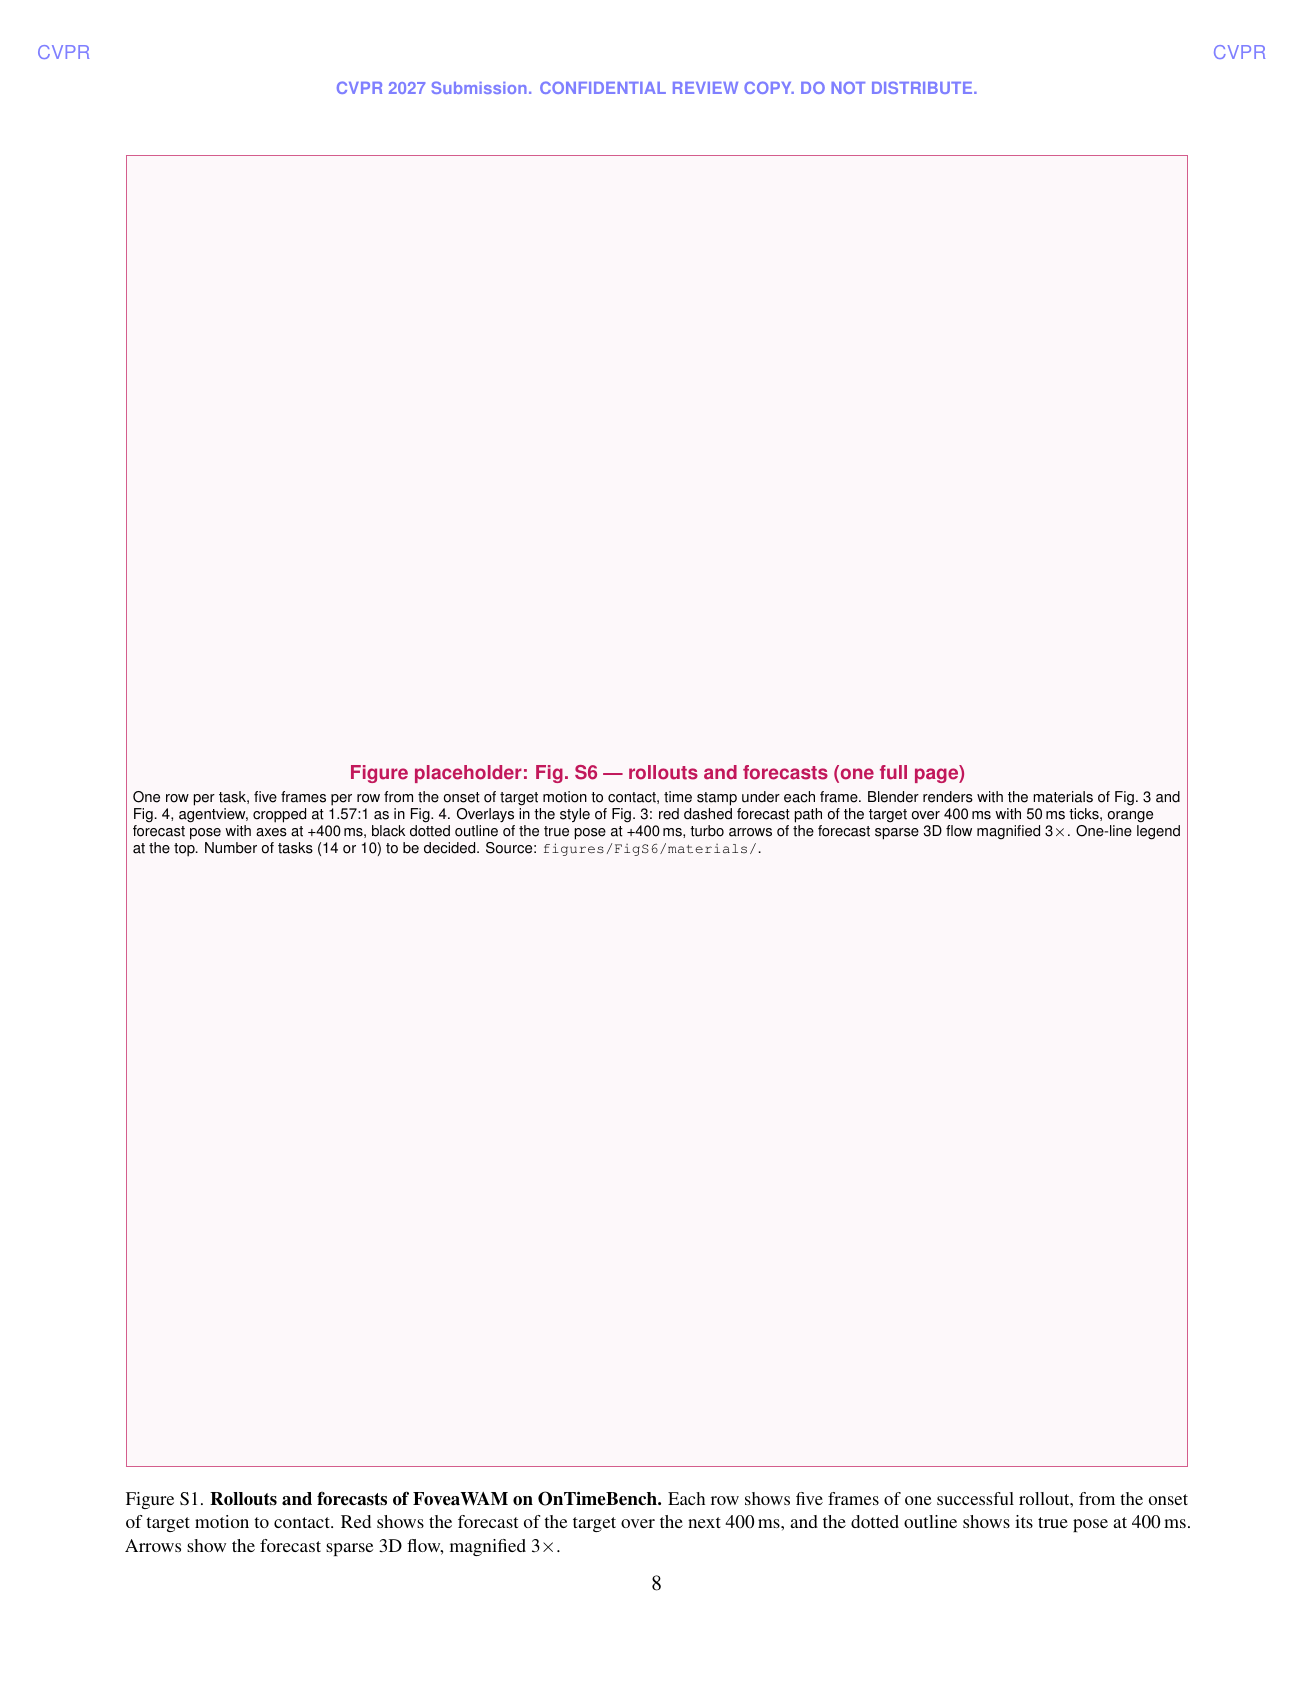 CVPR
CVPR
CVPR 2027 Submission. CONFIDENTIAL REVIEW COPY. DO NOT DISTRIBUTE.
Figure placeholder: Fig. S6 — rollouts and forecasts (one full page)
One row per task, five frames per row from the onset of target motion to contact, time stamp under each frame. Blender renders with the materials of Fig. 3 and
Fig. 4, agentview, cropped at 1.57:1 as in Fig. 4. Overlays in the style of Fig. 3: red dashed forecast path of the target over 400 ms with 50 ms ticks, orange
forecast pose with axes at +400 ms, black dotted outline of the true pose at +400 ms, turbo arrows of the forecast sparse 3D flow magnified 3×. One-line legend
at the top. Number of tasks (14 or 10) to be decided. Source: figures/FigS6/materials/.
Figure S1. Rollouts and forecasts of FoveaWAM on OnTimeBench. Each row shows five frames of one successful rollout, from the onset
of target motion to contact. Red shows the forecast of the target over the next 400 ms, and the dotted outline shows its true pose at 400 ms.
Arrows show the forecast sparse 3D flow, magnified 3×.
8